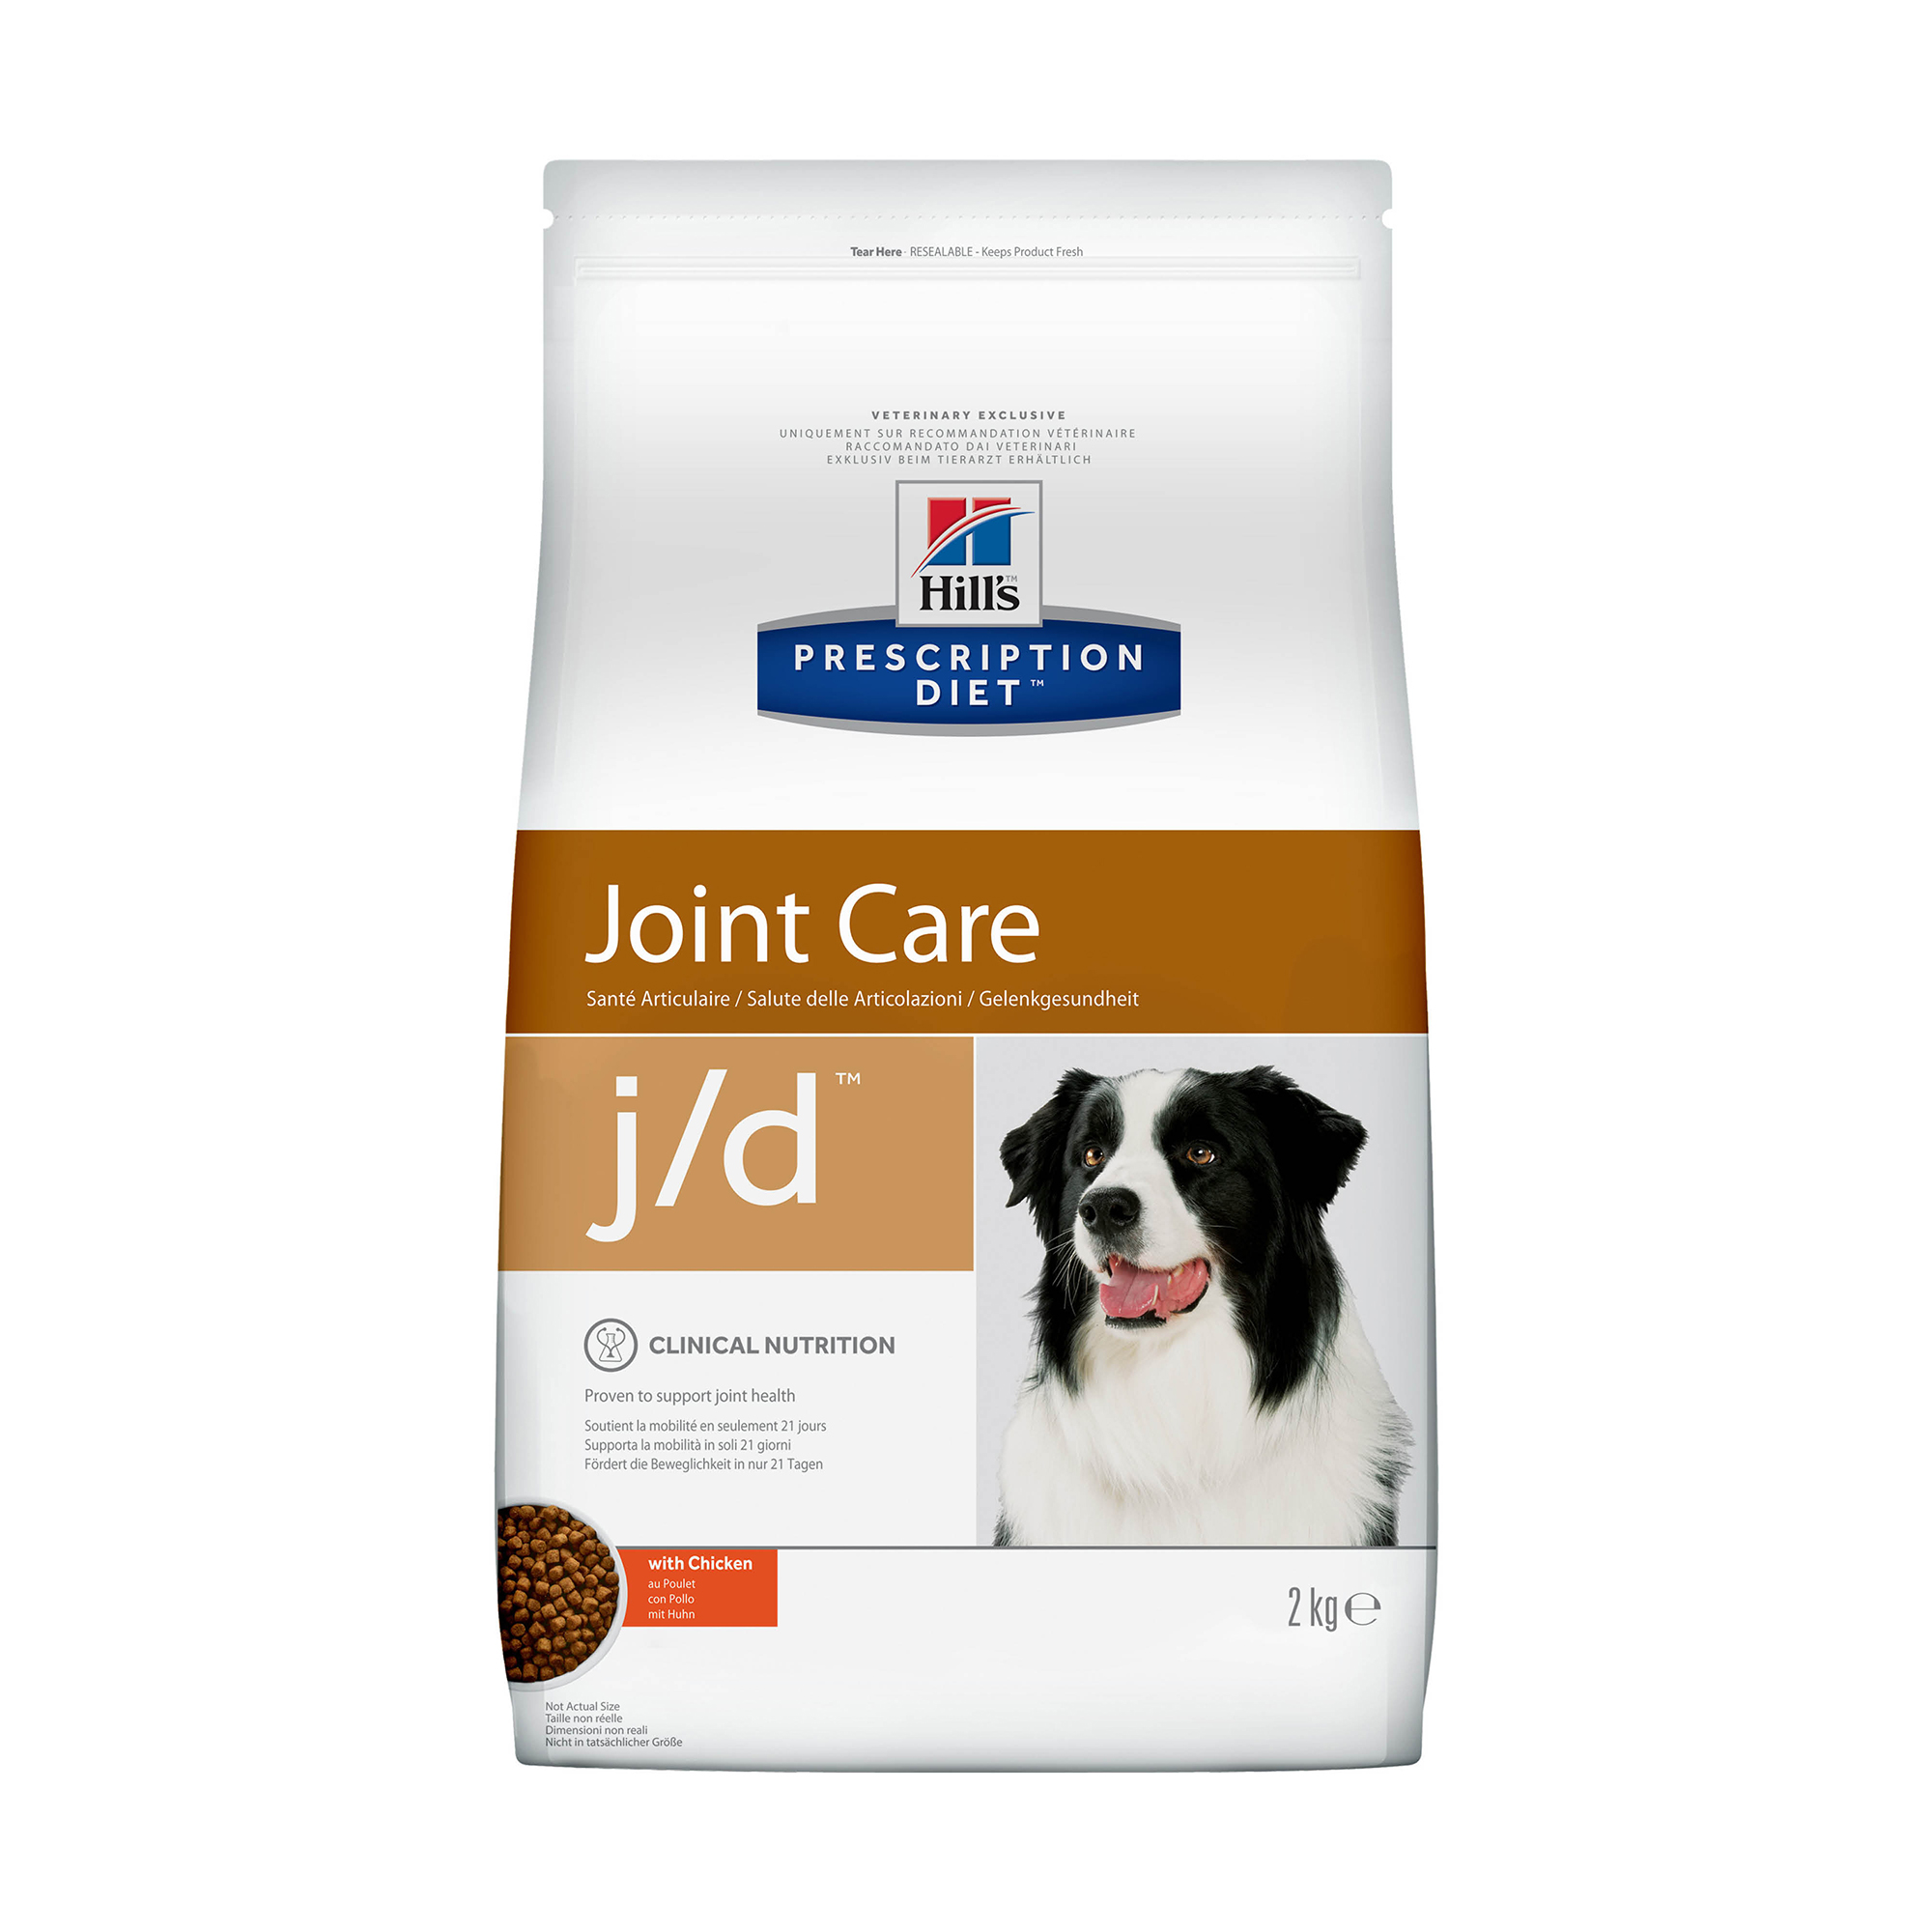 Tear Here · RESEALABLE - Keeps Product Fresh
VETERINARY EXCLUSIVE
UNIQUEMENT SUR RECOMMANDATION VÉTÉRINAIRE
RACCOMANDATO DAI VETERINARI
EXKLUSIV BEIM TIERARZT ERHÄLTLICH
Hill's™
PRESCRIPTION
DIET™
Joint Care
Santé Articulaire / Salute delle Articolazioni / Gelenkgesundheit
j/d™
CLINICAL NUTRITION
Proven to support joint health
Soutient la mobilité en seulement 21 jours
Supporta la mobilità in soli 21 giorni
Fördert die Beweglichkeit in nur 21 Tagen
with Chicken
au Poulet
con Pollo
mit Huhn
2 kg ℮
Not Actual Size
Taille non réelle
Dimensioni non reali
Nicht in tatsächlicher Größe